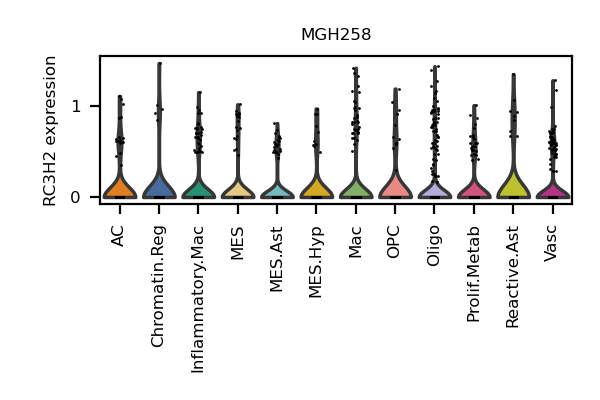 MGH258
RC3H2 expression
1
0
AC
Chromatin.Reg
Inflammatory.Mac
MES
MES.Ast
MES.Hyp
Mac
OPC
Oligo
Prolif.Metab
Reactive.Ast
Vasc